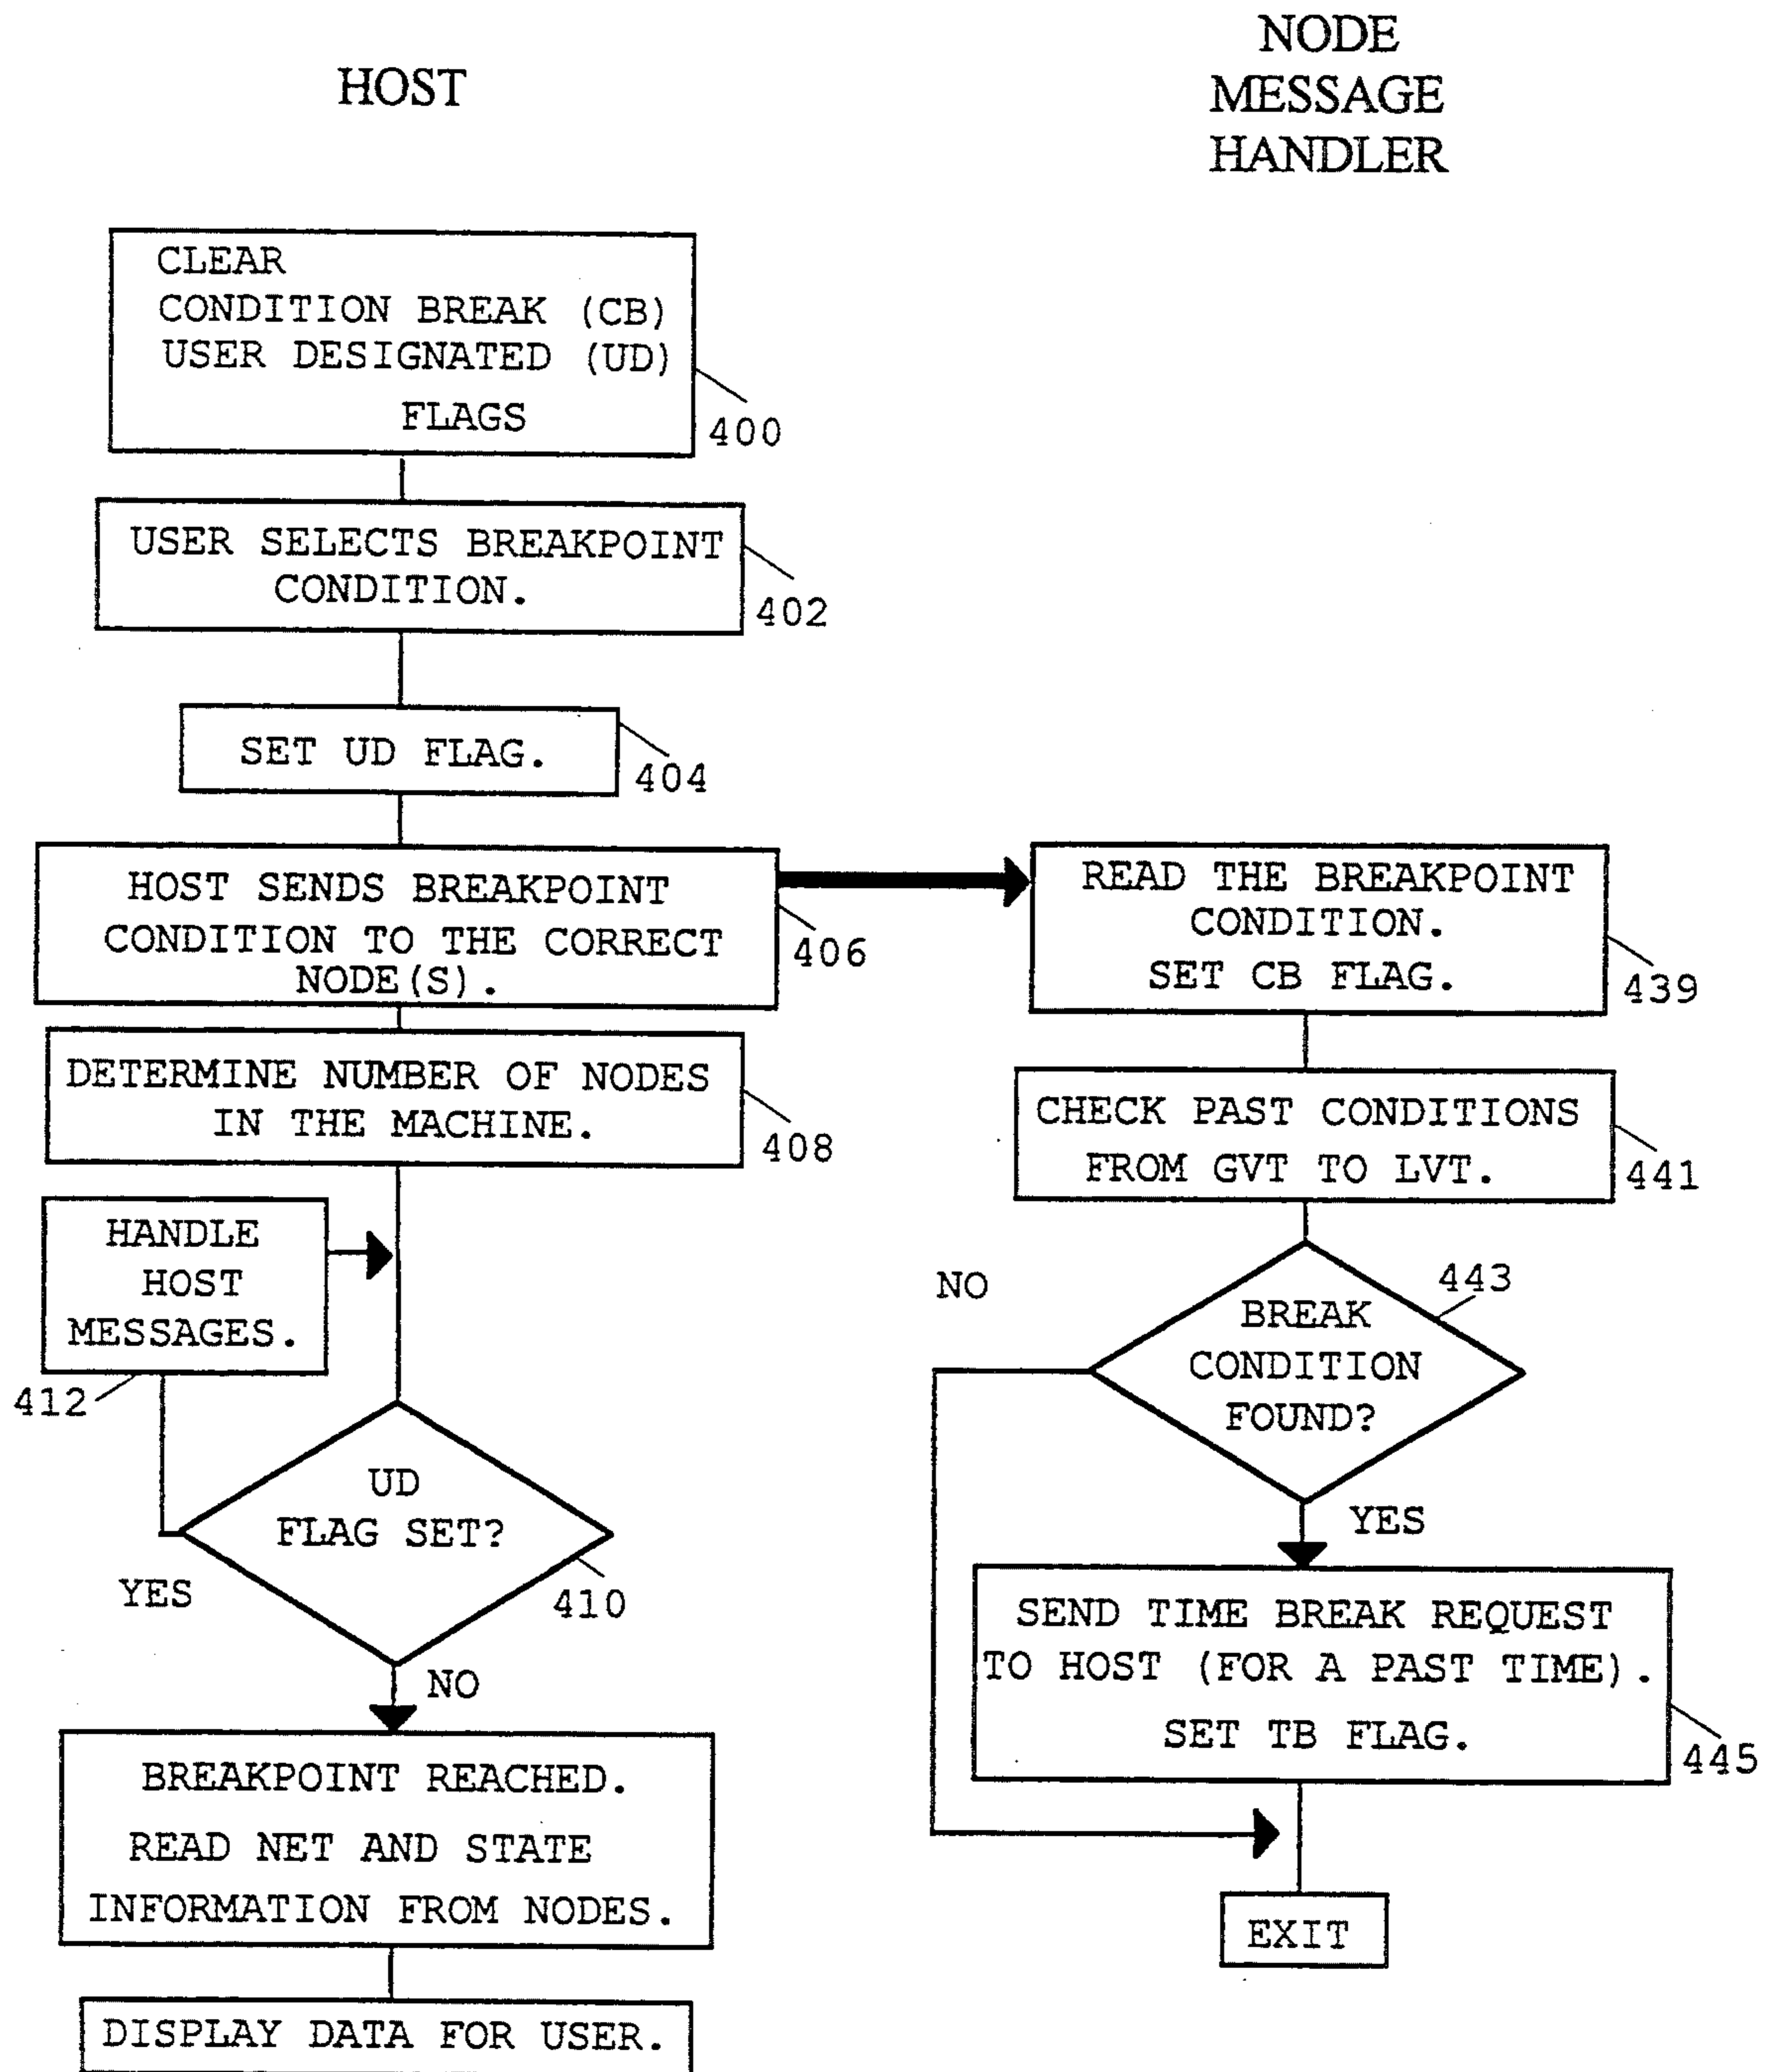 HOST
NODE
MESSAGE
HANDLER
CLEAR
CONDITION BREAK (CB)
USER DESIGNATED (UD)
FLAGS
400
USER SELECTS BREAKPOINT
CONDITION.
402
SET UD FLAG.
404
HOST SENDS BREAKPOINT
CONDITION TO THE CORRECT
NODE(S).
406
DETERMINE NUMBER OF NODES
IN THE MACHINE.
408
HANDLE
HOST
MESSAGES.
412
UD
FLAG SET?
410
YES
NO
BREAKPOINT REACHED.
READ NET AND STATE
INFORMATION FROM NODES.
DISPLAY DATA FOR USER.
READ THE BREAKPOINT
CONDITION.
SET CB FLAG.
439
CHECK PAST CONDITIONS
FROM GVT TO LVT.
441
NO
443
BREAK
CONDITION
FOUND?
YES
SEND TIME BREAK REQUEST
TO HOST (FOR A PAST TIME).
SET TB FLAG.
445
EXIT